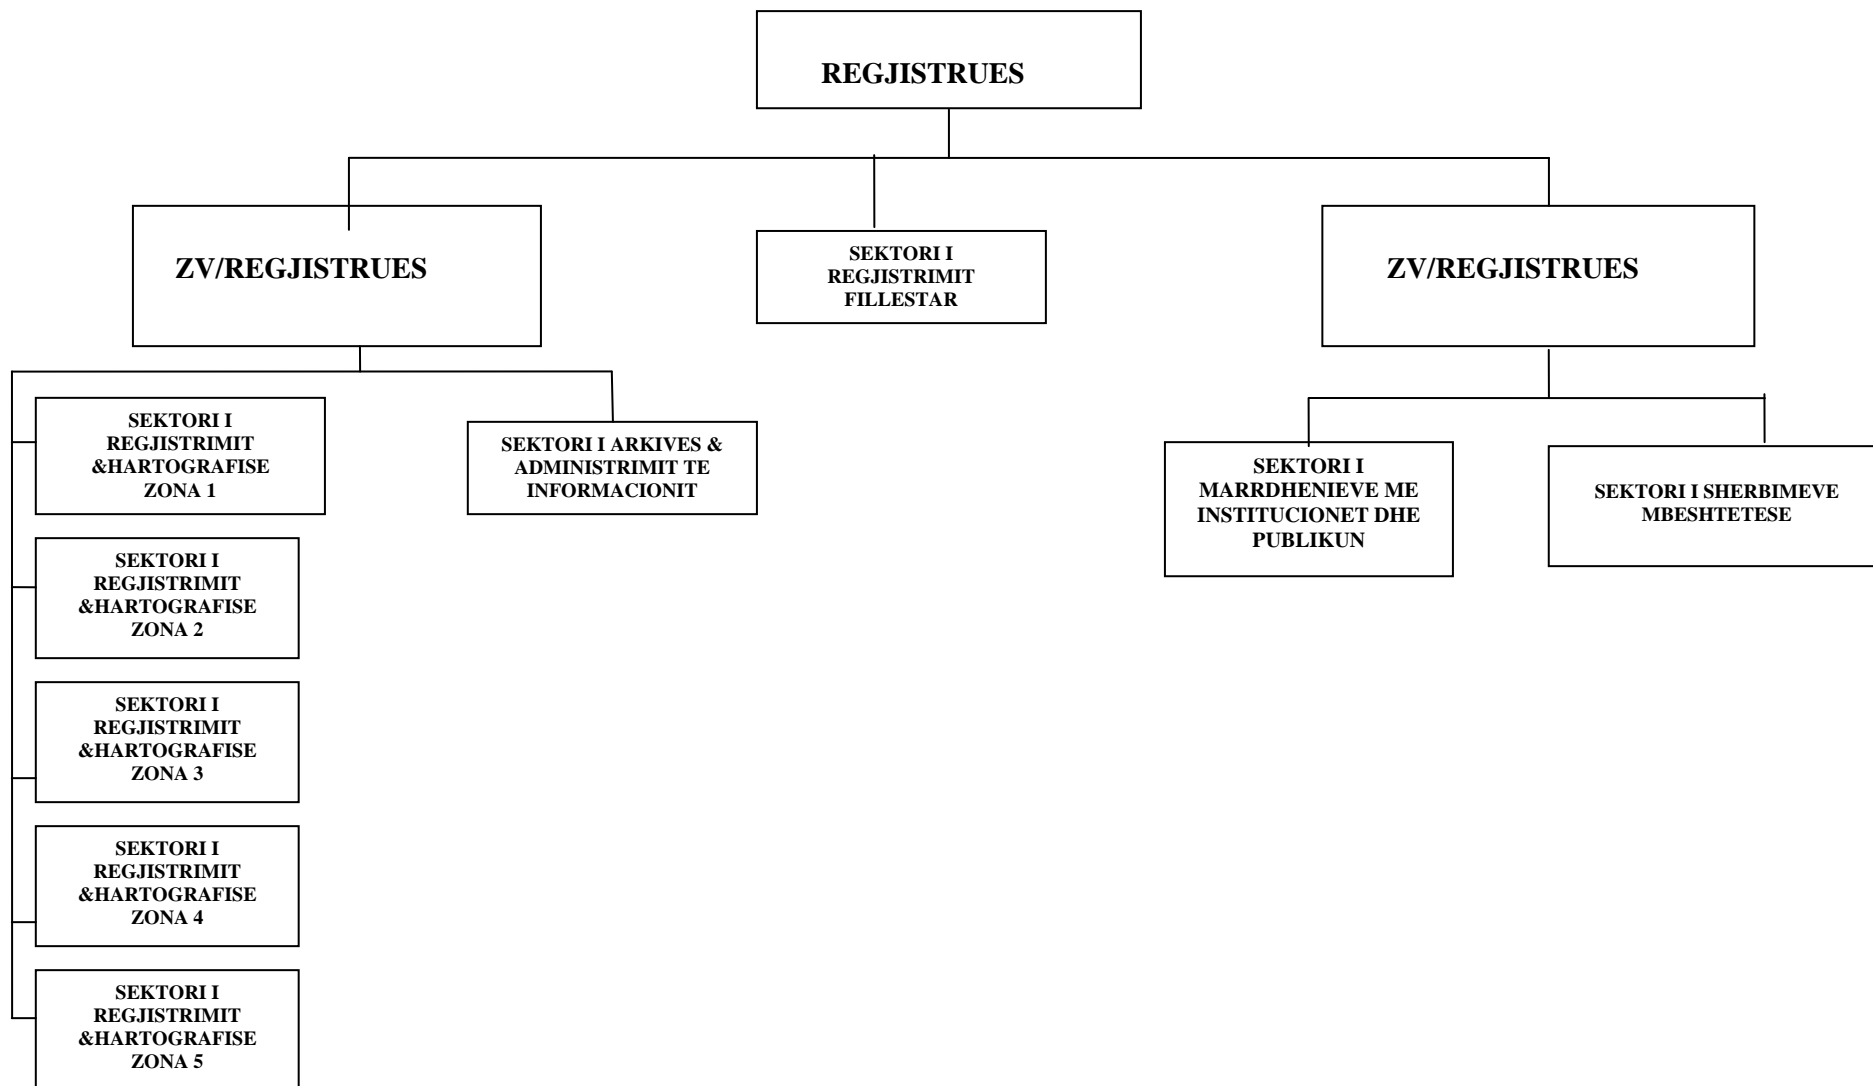 REGJISTRUES
ZV/REGJISTRUES
SEKTORI I
REGJISTRIMIT
FILLESTAR
ZV/REGJISTRUES
SEKTORI I
REGJISTRIMIT
&HARTOGRAFISE
ZONA 1
SEKTORI I ARKIVES &
ADMINISTRIMIT TE
INFORMACIONIT
SEKTORI I
MARRDHENIEVE ME
INSTITUCIONET DHE
PUBLIKUN
SEKTORI I SHERBIMEVE
MBESHTETESE
SEKTORI I
REGJISTRIMIT
&HARTOGRAFISE
ZONA 2
SEKTORI I
REGJISTRIMIT
&HARTOGRAFISE
ZONA 3
SEKTORI I
REGJISTRIMIT
&HARTOGRAFISE
ZONA 4
SEKTORI I
REGJISTRIMIT
&HARTOGRAFISE
ZONA 5